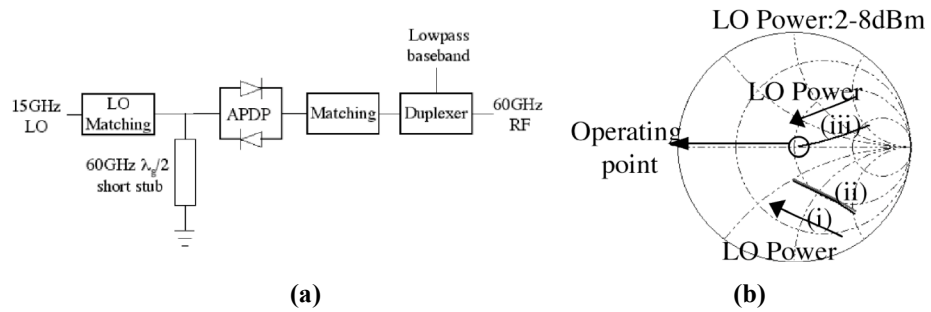 Lowpass
baseband
15GHz
LO
LO
Matching
APDP
Matching
Duplexer
60GHz
RF
60GHz λg/2
short stub
(a)
LO Power:2-8dBm
LO Power
(iii)
Operating
point
(ii)
(i)
LO Power
(b)